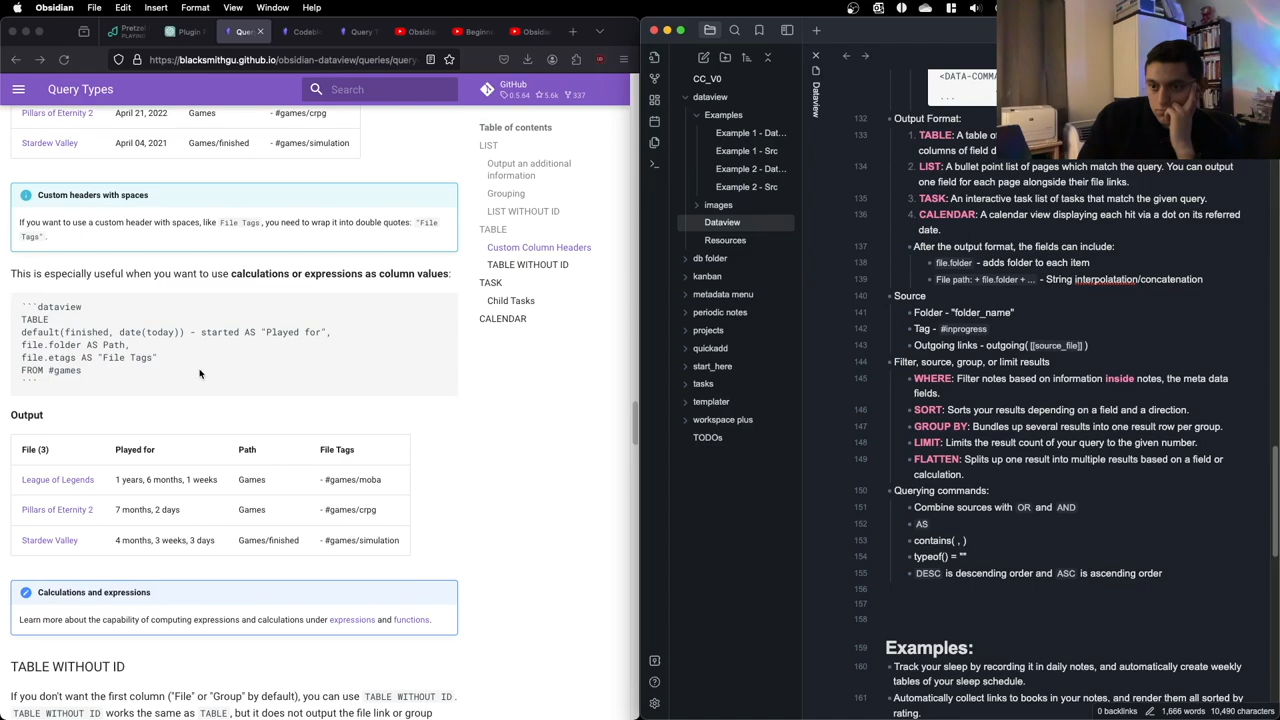 Obsidian File Edit Insert Format View Window Help
Pretzel
PLAYING
Plugin
Query
Codebl
Query T
Obsidian
Beginne
Obsidi
https://blacksmithgu.github.io/obsidian-dataview/queries/query
Query Types
Search
GitHub
0.5.64 5.6k 337
Pillars of Eternity 2 April 21, 2022 Games - #games/crpg
Stardew Valley April 04, 2021 Games/finished - #games/simulation
Custom headers with spaces
If you want to use a custom header with spaces, like File Tags, you need to wrap it into double quotes: "File
Tags".
This is especially useful when you want to use calculations or expressions as column values:
```dataview
TABLE
default(finished, date(today)) - started AS "Played for",
file.folder AS Path,
file.etags AS "File Tags"
FROM #games
```
Output
File (3) Played for Path File Tags
League of Legends 1 years, 6 months, 1 weeks Games - #games/moba
Pillars of Eternity 2 7 months, 2 days Games - #games/crpg
Stardew Valley 4 months, 3 weeks, 3 days Games/finished - #games/simulation
Calculations and expressions
Learn more about the capability of computing expressions and calculations under expressions and functions.
TABLE WITHOUT ID
If you don't want the first column ("File" or "Group" by default), you can use TABLE WITHOUT ID.
TABLE WITHOUT ID works the same as TABLE, but it does not output the file link or group
Table of contents
LIST
Output an additional
information
Grouping
LIST WITHOUT ID
TABLE
Custom Column Headers
TABLE WITHOUT ID
TASK
Child Tasks
CALENDAR
CC_V0
dataview
Examples
Example 1 - Dat...
Example 1 - Src
Example 2 - Dat...
Example 2 - Src
images
Dataview
Resources
db folder
kanban
metadata menu
periodic notes
projects
quickadd
start_here
tasks
templater
workspace plus
TODOs
Dataview
<DATA-COMMA
...
132 Output Format:
133 1. TABLE: A table of
columns of field d
134 2. LIST: A bullet point list of pages which match the query. You can output
one field for each page alongside their file links.
135 3. TASK: An interactive task list of tasks that match the given query.
136 4. CALENDAR: A calendar view displaying each hit via a dot on its referred
date.
137 After the output format, the fields can include:
138 file.folder - adds folder to each item
139 File path: + file.folder + ... - String interpolatation/concatenation
140 Source
141 Folder - "folder_name"
142 Tag - #inprogress
143 Outgoing links - outgoing( [[source_file]] )
144 Filter, source, group, or limit results
145 WHERE: Filter notes based on information inside notes, the meta data
fields.
146 SORT: Sorts your results depending on a field and a direction.
147 GROUP BY: Bundles up several results into one result row per group.
148 LIMIT: Limits the result count of your query to the given number.
149 FLATTEN: Splits up one result into multiple results based on a field or
calculation.
150 Querying commands:
151 Combine sources with OR and AND
152 AS
153 contains( , )
154 typeof() = ""
155 DESC is descending order and ASC is ascending order
156
157
158
159 Examples:
160 Track your sleep by recording it in daily notes, and automatically create weekly
tables of your sleep schedule.
161 Automatically collect links to books in your notes, and render them all sorted by
rating.
0 backlinks 1,666 words 10,490 characters